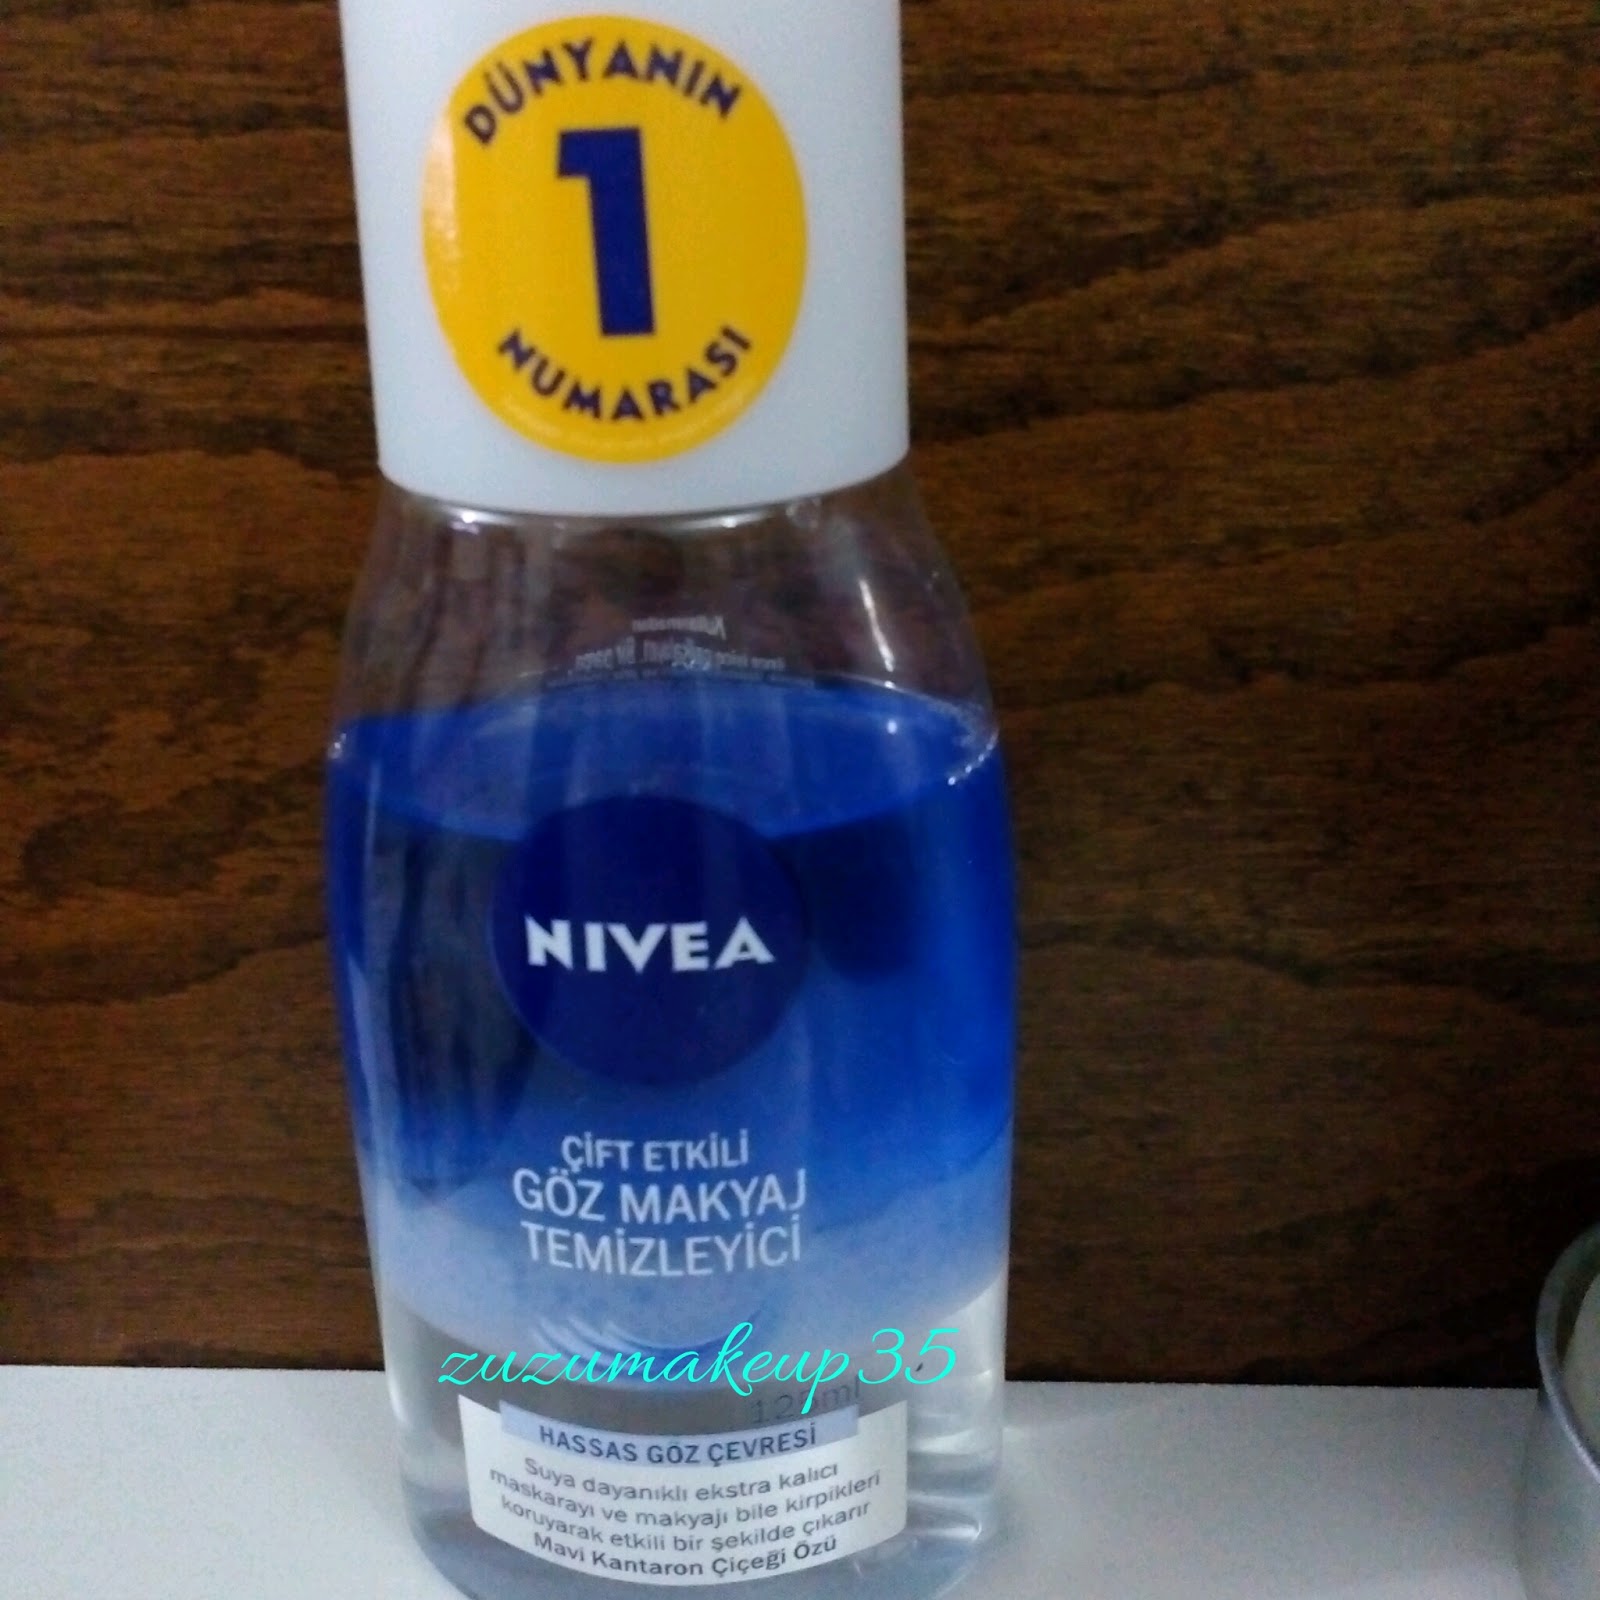 DÜNYANIN
1
NUMARASI
NIVEA
ÇİFT ETKİLİ
GÖZ MAKYAJ
TEMİZLEYİCİ
zuzumakeup35
125ml
HASSAS GÖZ ÇEVRESİ
Suya dayanıklı ekstra kalıcı
maskarayı ve makyajı bile kirpikleri
koruyarak etkili bir şekilde çıkarır
Mavi Kantaron Çiçeği Özü